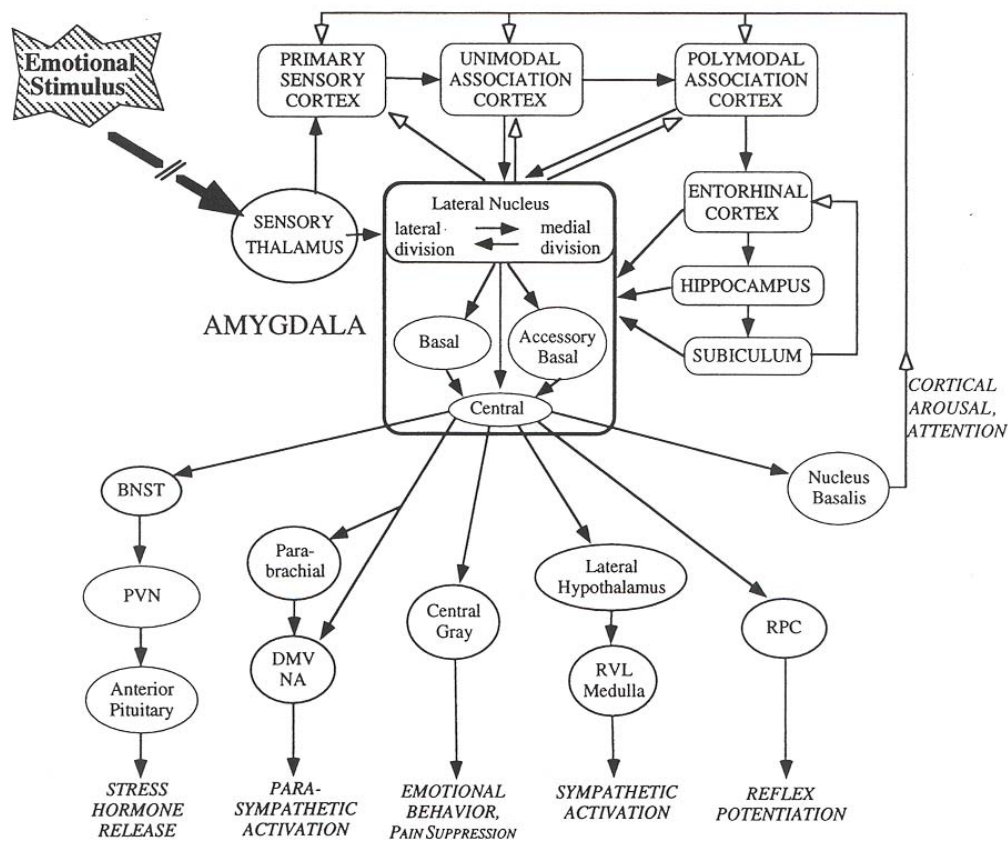 Emotional
Stimulus
PRIMARY
SENSORY
CORTEX
UNIMODAL
ASSOCIATION
CORTEX
POLYMODAL
ASSOCIATION
CORTEX
SENSORY
THALAMUS
Lateral Nucleus
lateral
division
medial
division
ENTORHINAL
CORTEX
HIPPOCAMPUS
SUBICULUM
AMYGDALA
Basal
Accessory
Basal
Central
CORTICAL
AROUSAL,
ATTENTION
BNST
Nucleus
Basalis
Para-
brachial
Lateral
Hypothalamus
PVN
Central
Gray
RPC
DMV
NA
RVL
Medulla
Anterior
Pituitary
STRESS
HORMONE
RELEASE
PARA-
SYMPATHETIC
ACTIVATION
EMOTIONAL
BEHAVIOR,
PAIN SUPPRESSION
SYMPATHETIC
ACTIVATION
REFLEX
POTENTIATION